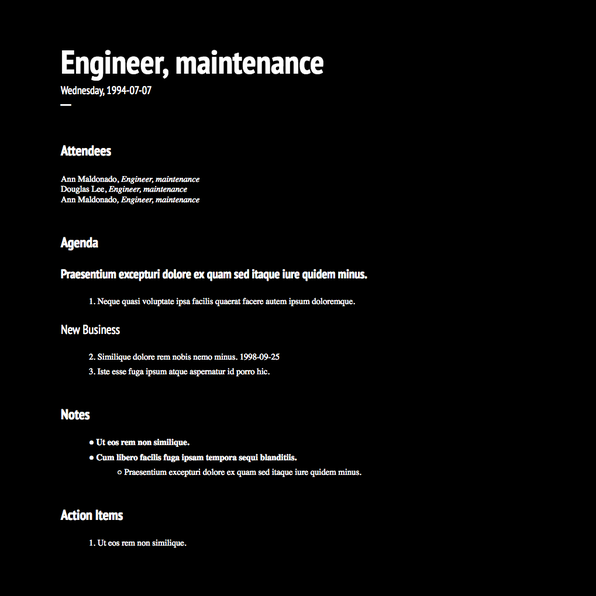 Engineer, maintenance
Wednesday, 1994-07-07
Attendees
Ann Maldonado, Engineer, maintenance
Douglas Lee, Engineer, maintenance
Ann Maldonado, Engineer, maintenance
Agenda
Praesentium excepturi dolore ex quam sed itaque iure quidem minus.
1. Neque quasi voluptate ipsa facilis quaerat facere autem ipsum doloremque.
New Business
2. Similique dolore rem nobis nemo minus. 1998-09-25
3. Iste esse fuga ipsum atque aspernatur id porro hic.
Notes
● Ut eos rem non similique.
● Cum libero facilis fuga ipsam tempora sequi blanditiis.
○ Praesentium excepturi dolore ex quam sed itaque iure quidem minus.
Action Items
1. Ut eos rem non similique.